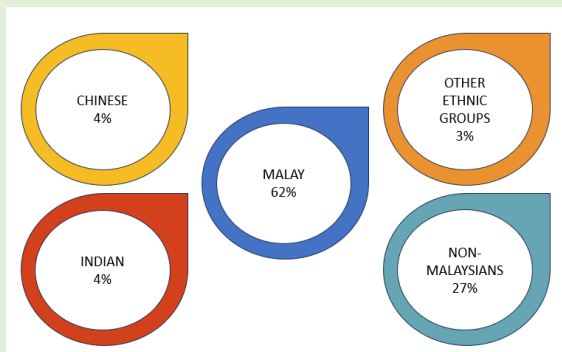 CHINESE
4%
OTHER
ETHNIC
GROUPS
3%
MALAY
62%
INDIAN
4%
NON-
MALAYSIANS
27%